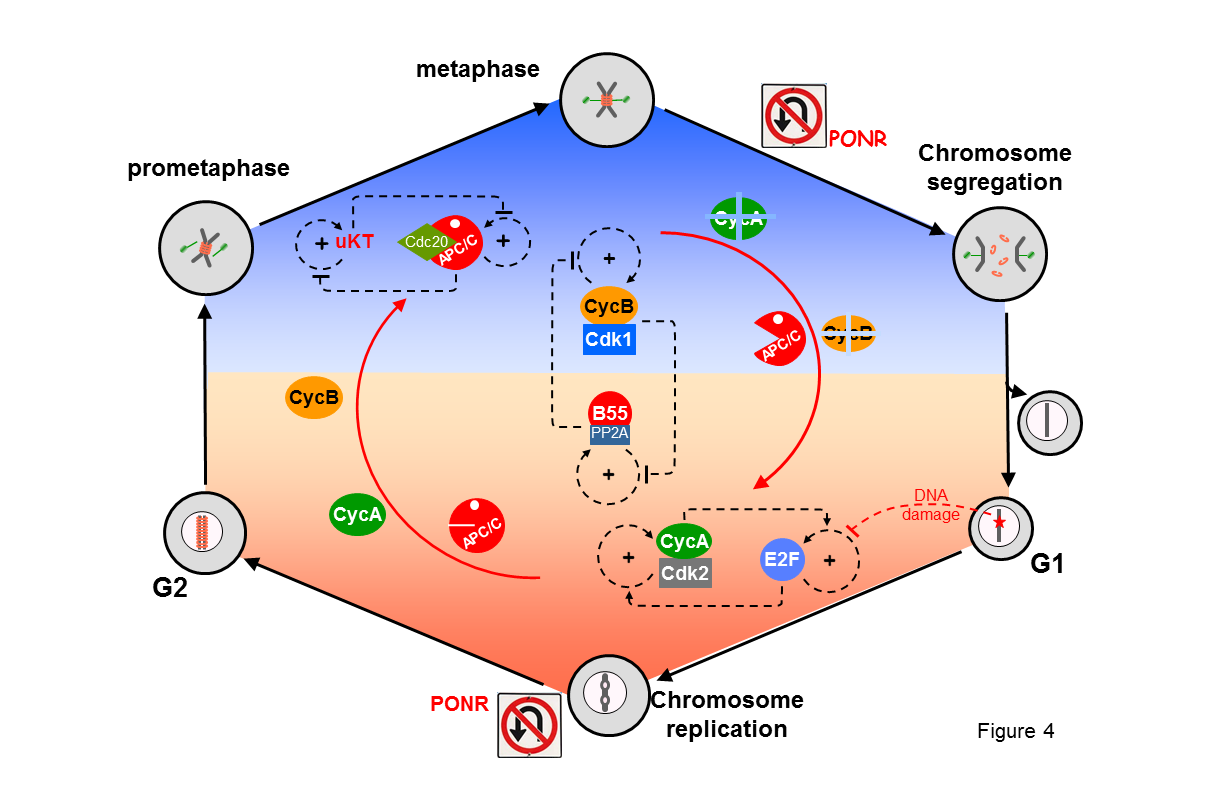 metaphase
PONR
Chromosome
segregation
prometaphase
CycA
+
uKT
Cdc20
APC/C
+
+
CycB
Cdk1
APC/C
CycB
CycB
B55
PP2A
+
CycA
APC/C
DNA
damage
+
CycA
Cdk2
E2F
+
G1
G2
PONR
Chromosome
replication
Figure 4